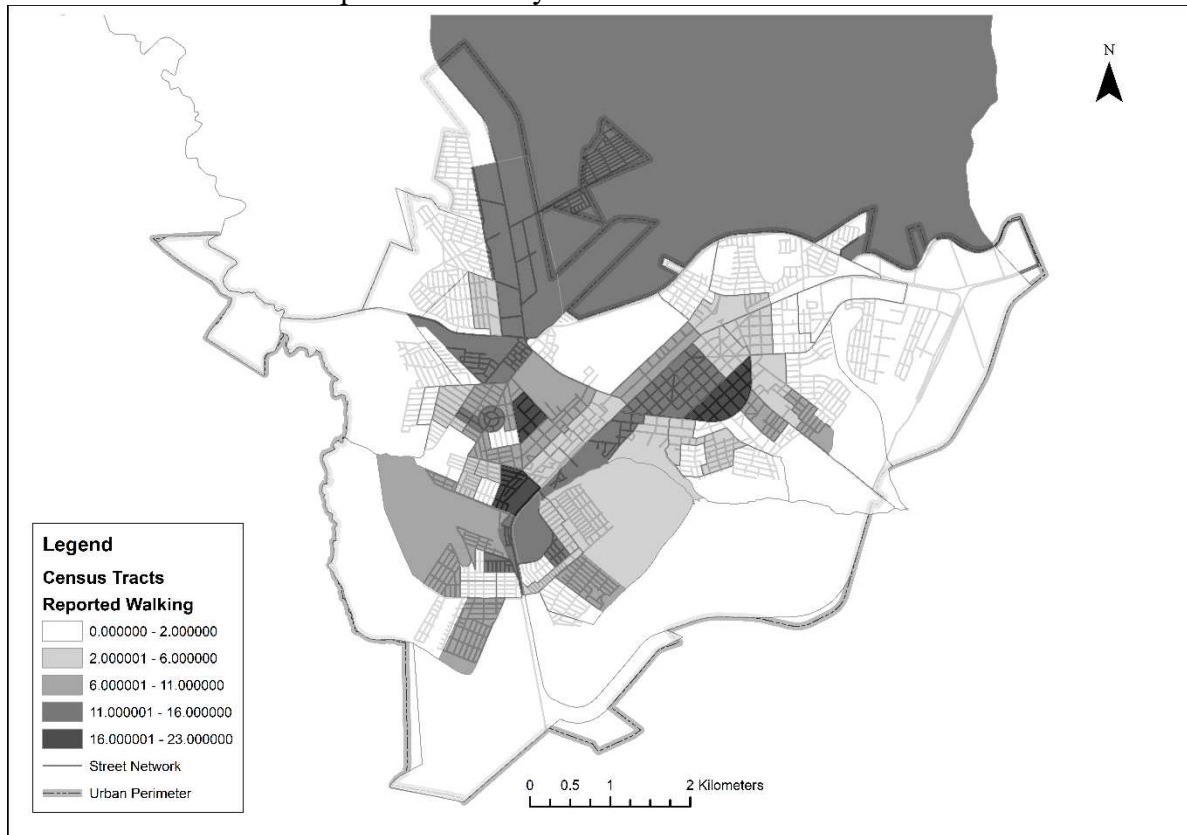 N
Legend
Census Tracts
Reported Walking
0.000000 - 2.000000
2.000001 - 6.000000
6.000001 - 11.000000
11.000001 - 16.000000
16.000001 - 23.000000
Street Network
Urban Perimeter
0 0.5 1 2 Kilometers